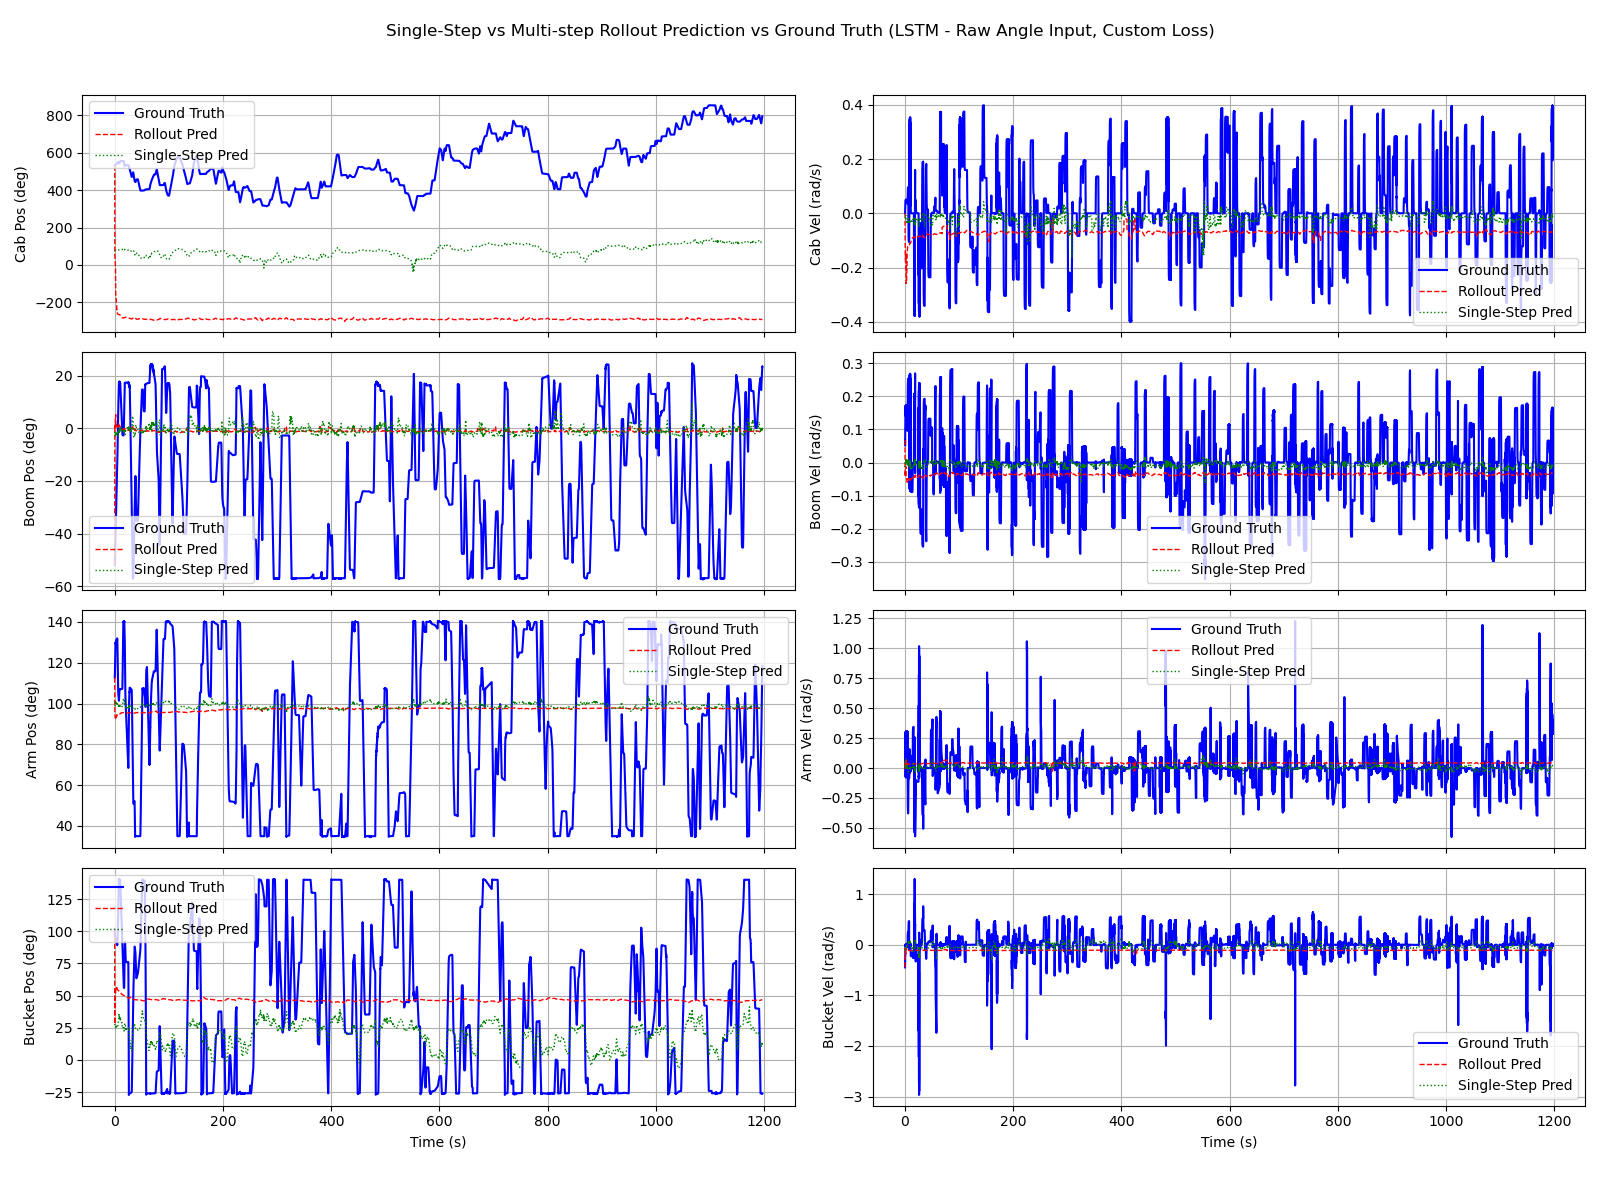 Single-Step vs Multi-step Rollout Prediction vs Ground Truth (LSTM - Raw Angle Input, Custom Loss)
Cab Pos (deg)
800
600
400
200
0
−200
Ground Truth
Rollout Pred
Single-Step Pred
Cab Vel (rad/s)
0.4
0.2
0.0
−0.2
−0.4
Ground Truth
Rollout Pred
Single-Step Pred
Boom Pos (deg)
20
0
−20
−40
−60
Ground Truth
Rollout Pred
Single-Step Pred
Boom Vel (rad/s)
0.3
0.2
0.1
0.0
−0.1
−0.2
−0.3
Ground Truth
Rollout Pred
Single-Step Pred
Arm Pos (deg)
140
120
100
80
60
40
Ground Truth
Rollout Pred
Single-Step Pred
Arm Vel (rad/s)
1.25
1.00
0.75
0.50
0.25
0.00
−0.25
−0.50
Ground Truth
Rollout Pred
Single-Step Pred
Bucket Pos (deg)
125
100
75
50
25
0
−25
Ground Truth
Rollout Pred
Single-Step Pred
0 200 400 600 800 1000 1200
Time (s)
Bucket Vel (rad/s)
1
0
−1
−2
−3
Ground Truth
Rollout Pred
Single-Step Pred
0 200 400 600 800 1000 1200
Time (s)